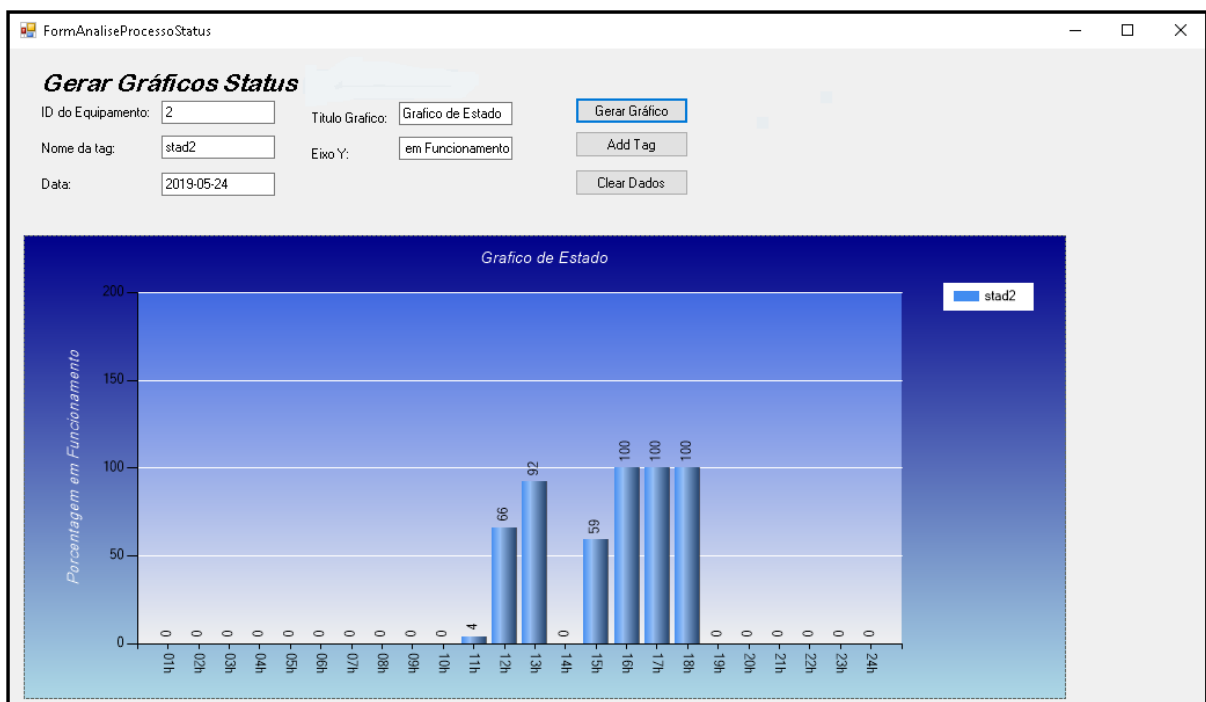 FormAnaliseProcessoStatus
Gerar Gráficos Status
ID do Equipamento: 2
Titulo Grafico: Grafico de Estado
Gerar Gráfico
Nome da tag: stad2
Eixo Y: em Funcionamento
Add Tag
Data: 2019-05-24
Clear Dados
Grafico de Estado
stad2
Porcentagem em Funcionamento
200
150
100
50
0
0 0 0 0 0 0 0 0 0 0 4 66 92 0 59 100 100 100 0 0 0 0 0 0
01h 02h 03h 04h 05h 06h 07h 08h 09h 10h 11h 12h 13h 14h 15h 16h 17h 18h 19h 20h 21h 22h 23h 24h